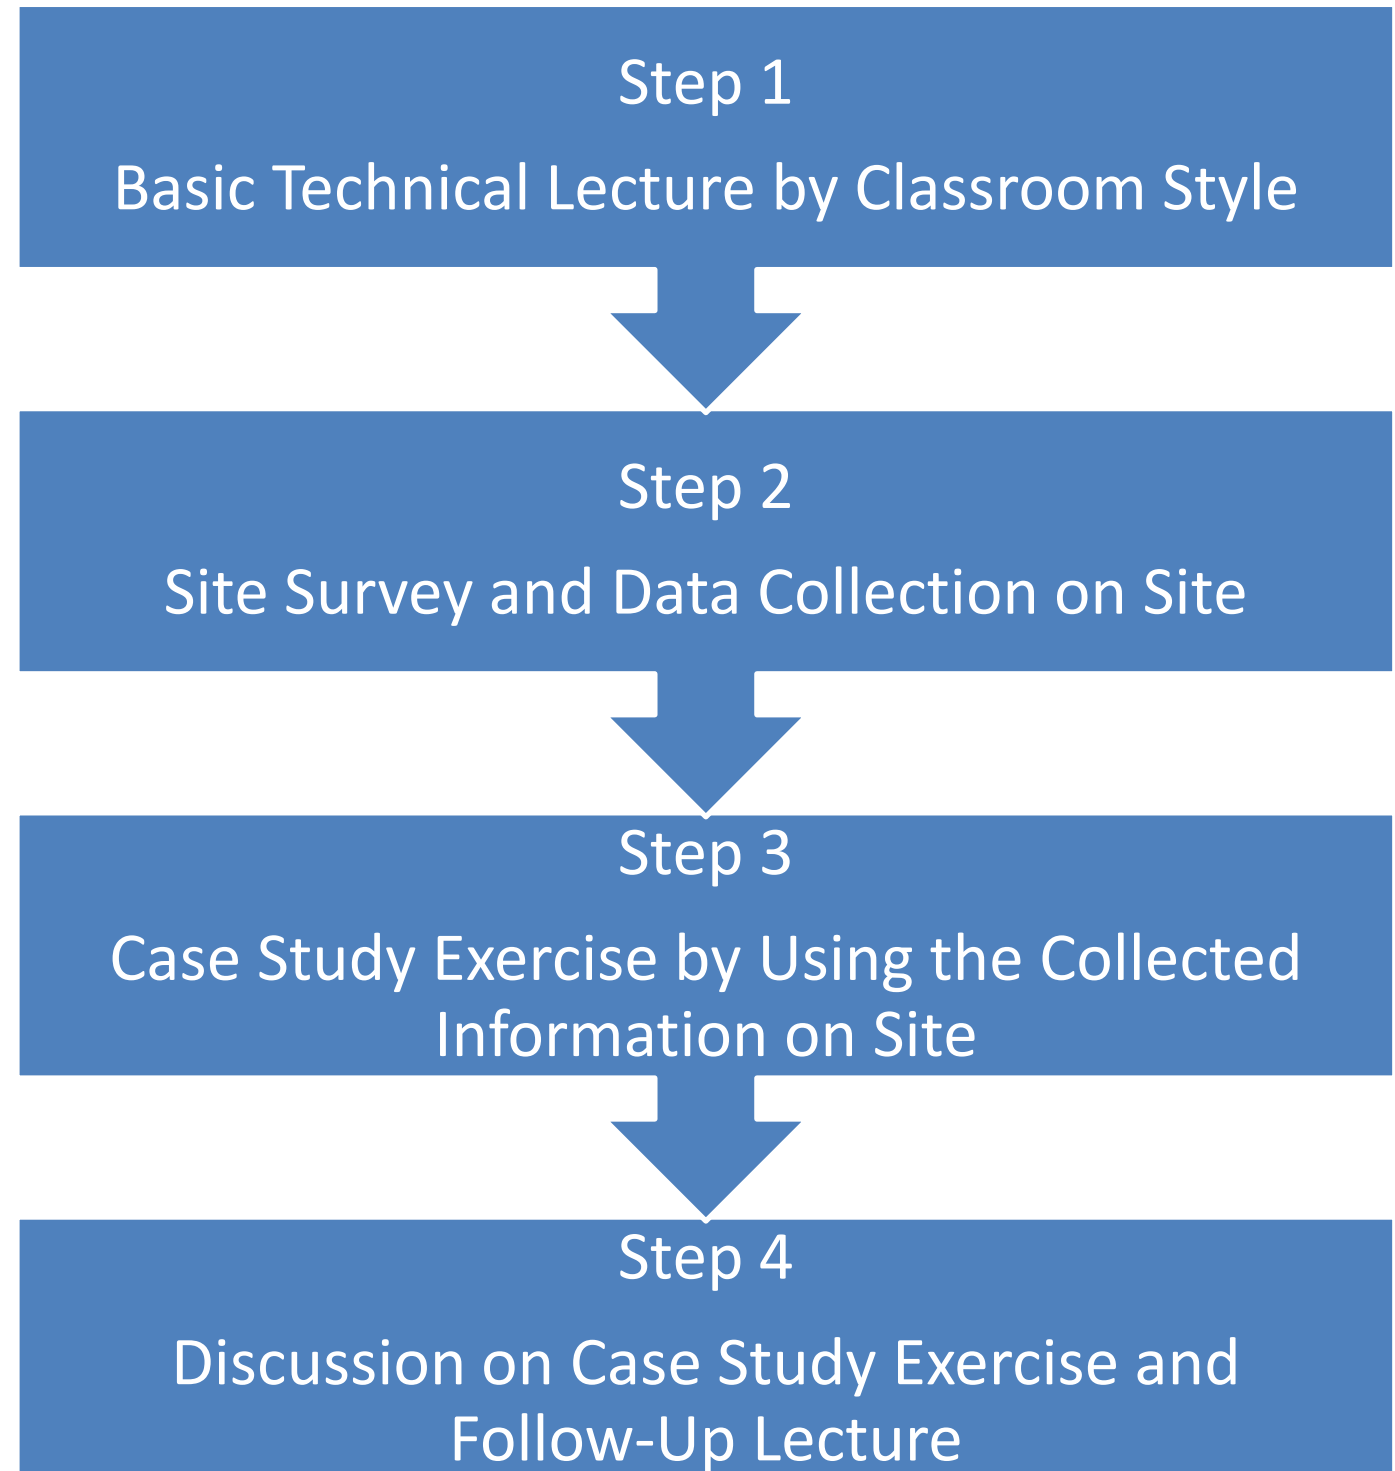 Step 1
Basic Technical Lecture by Classroom Style
Step 2
Site Survey and Data Collection on Site
Step 3
Case Study Exercise by Using the Collected
Information on Site
Step 4
Discussion on Case Study Exercise and
Follow-Up Lecture